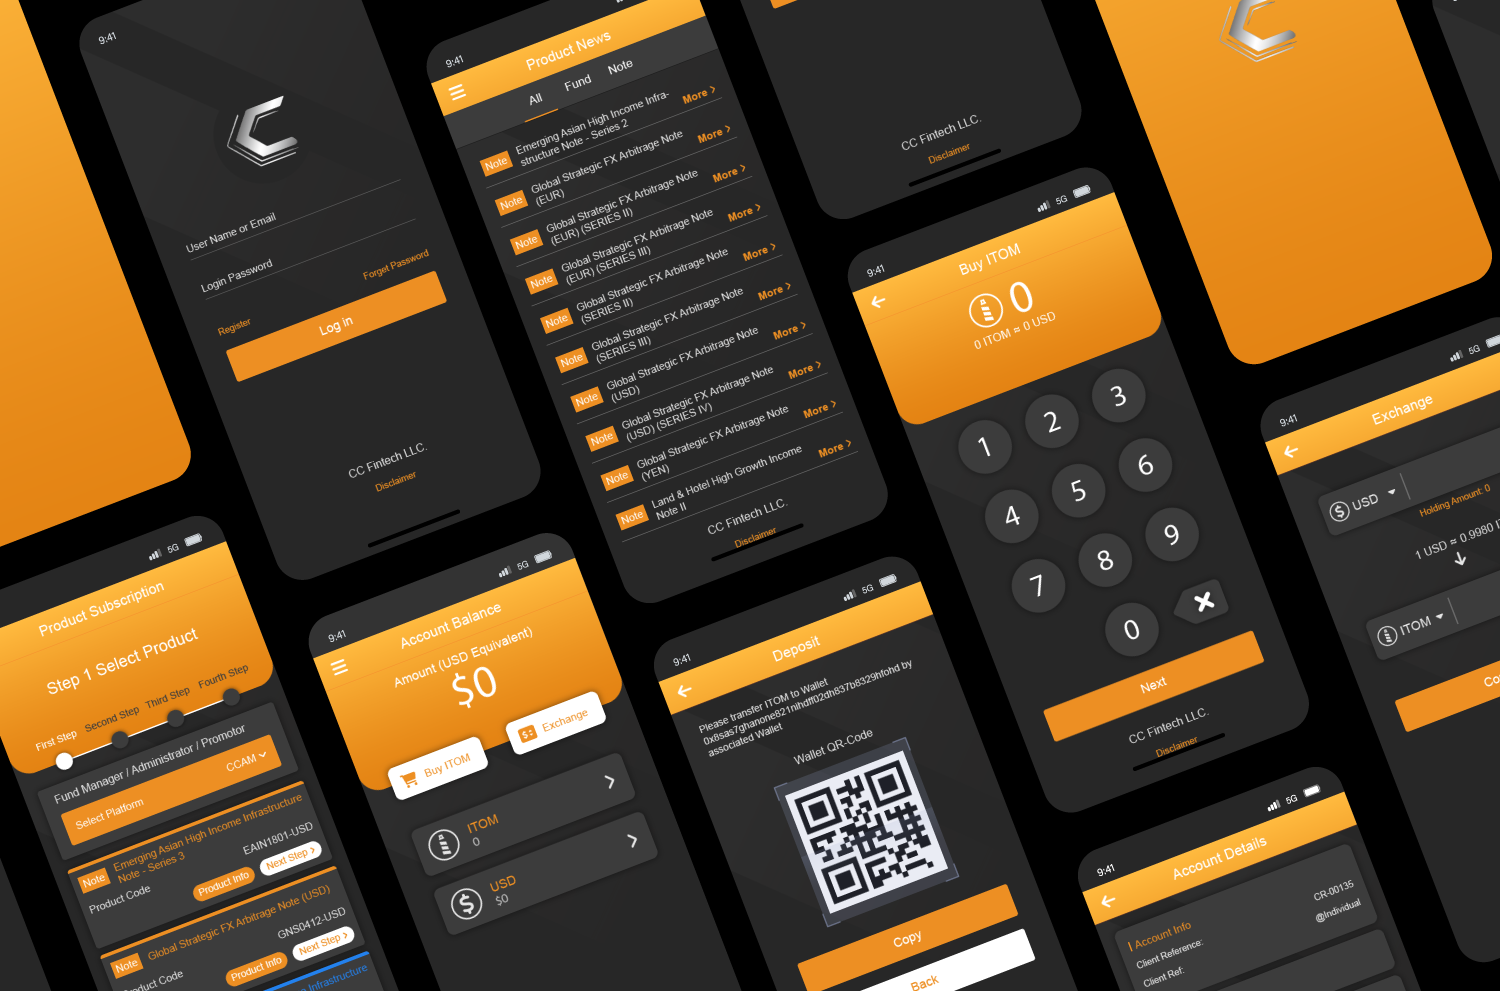 9:41
User Name or Email
Login Password
Forget Password
Register
Log in
CC Fintech LLC.
Disclaimer
9:41
Product News
All
Fund
Note
Note
Emerging Asian High Income Infra-
structure Note - Series 2
More
Note
Global Strategic FX Arbitrage Note
(EUR)
More
Note
Global Strategic FX Arbitrage Note
(EUR) (SERIES II)
More
Note
Global Strategic FX Arbitrage Note
(EUR) (SERIES III)
More
Note
Global Strategic FX Arbitrage Note
(SERIES II)
More
Note
Global Strategic FX Arbitrage Note
(SERIES III)
More
Note
Global Strategic FX Arbitrage Note
(USD)
More
Note
Global Strategic FX Arbitrage Note
(USD) (SERIES IV)
More
Note
Global Strategic FX Arbitrage Note
(YEN)
More
Note
Land & Hotel High Growth Income
Note II
More
CC Fintech LLC.
Disclaimer
CC Fintech LLC.
Disclaimer
9:41
5G
Buy ITOM
0
0 ITOM ≈ 0 USD
1
2
3
4
5
6
7
8
9
0
Next
CC Fintech LLC.
Disclaimer
9:41
5G
Exchange
USD
Holding Amount: 0
1 USD ≈ 0.9980
ITOM
5G
Product Subscription
Step 1 Select Product
First Step
Second Step
Third Step
Fourth Step
Fund Manager / Administrator / Promotor
Select Platform
CCAM
Note
Emerging Asian High Income Infrastructure
Note - Series 3
Product Code
EAIN1801-USD
Product Info
Next Step
Note
Global Strategic FX Arbitrage Note (USD)
Product Code
GNS0412-USD
Product Info
Next Step
Infrastructure
9:41
5G
Account Balance
Amount (USD Equivalent)
$0
Buy ITOM
Exchange
ITOM
0
USD
$0
9:41
5G
Deposit
Please transfer ITOM to Wallet
0x8sas7ghanone821nihdff02dh837b8329hfohd by
associated Wallet
Wallet QR-Code
Copy
Back
9:41
5G
Account Details
Account Info
Client Reference:
CR-00135
Client Ref:
@Individual